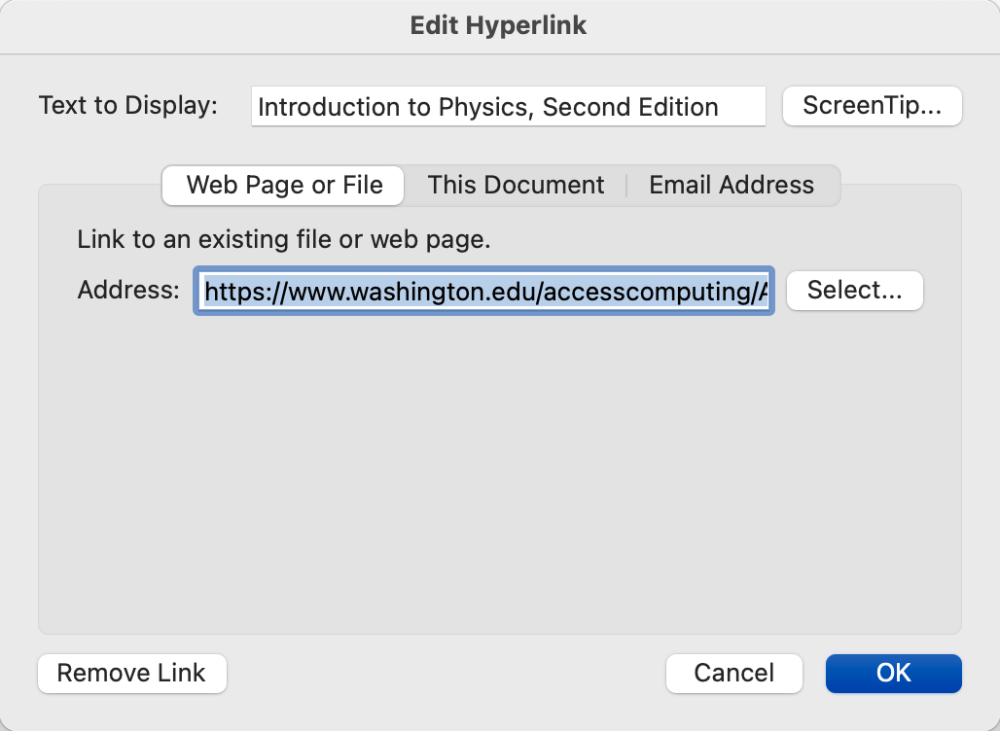 Edit Hyperlink
Text to Display: Introduction to Physics, Second Edition ScreenTip...
Web Page or File This Document Email Address
Link to an existing file or web page.
Address: https://www.washington.edu/accesscomputing/A Select...
Remove Link Cancel OK